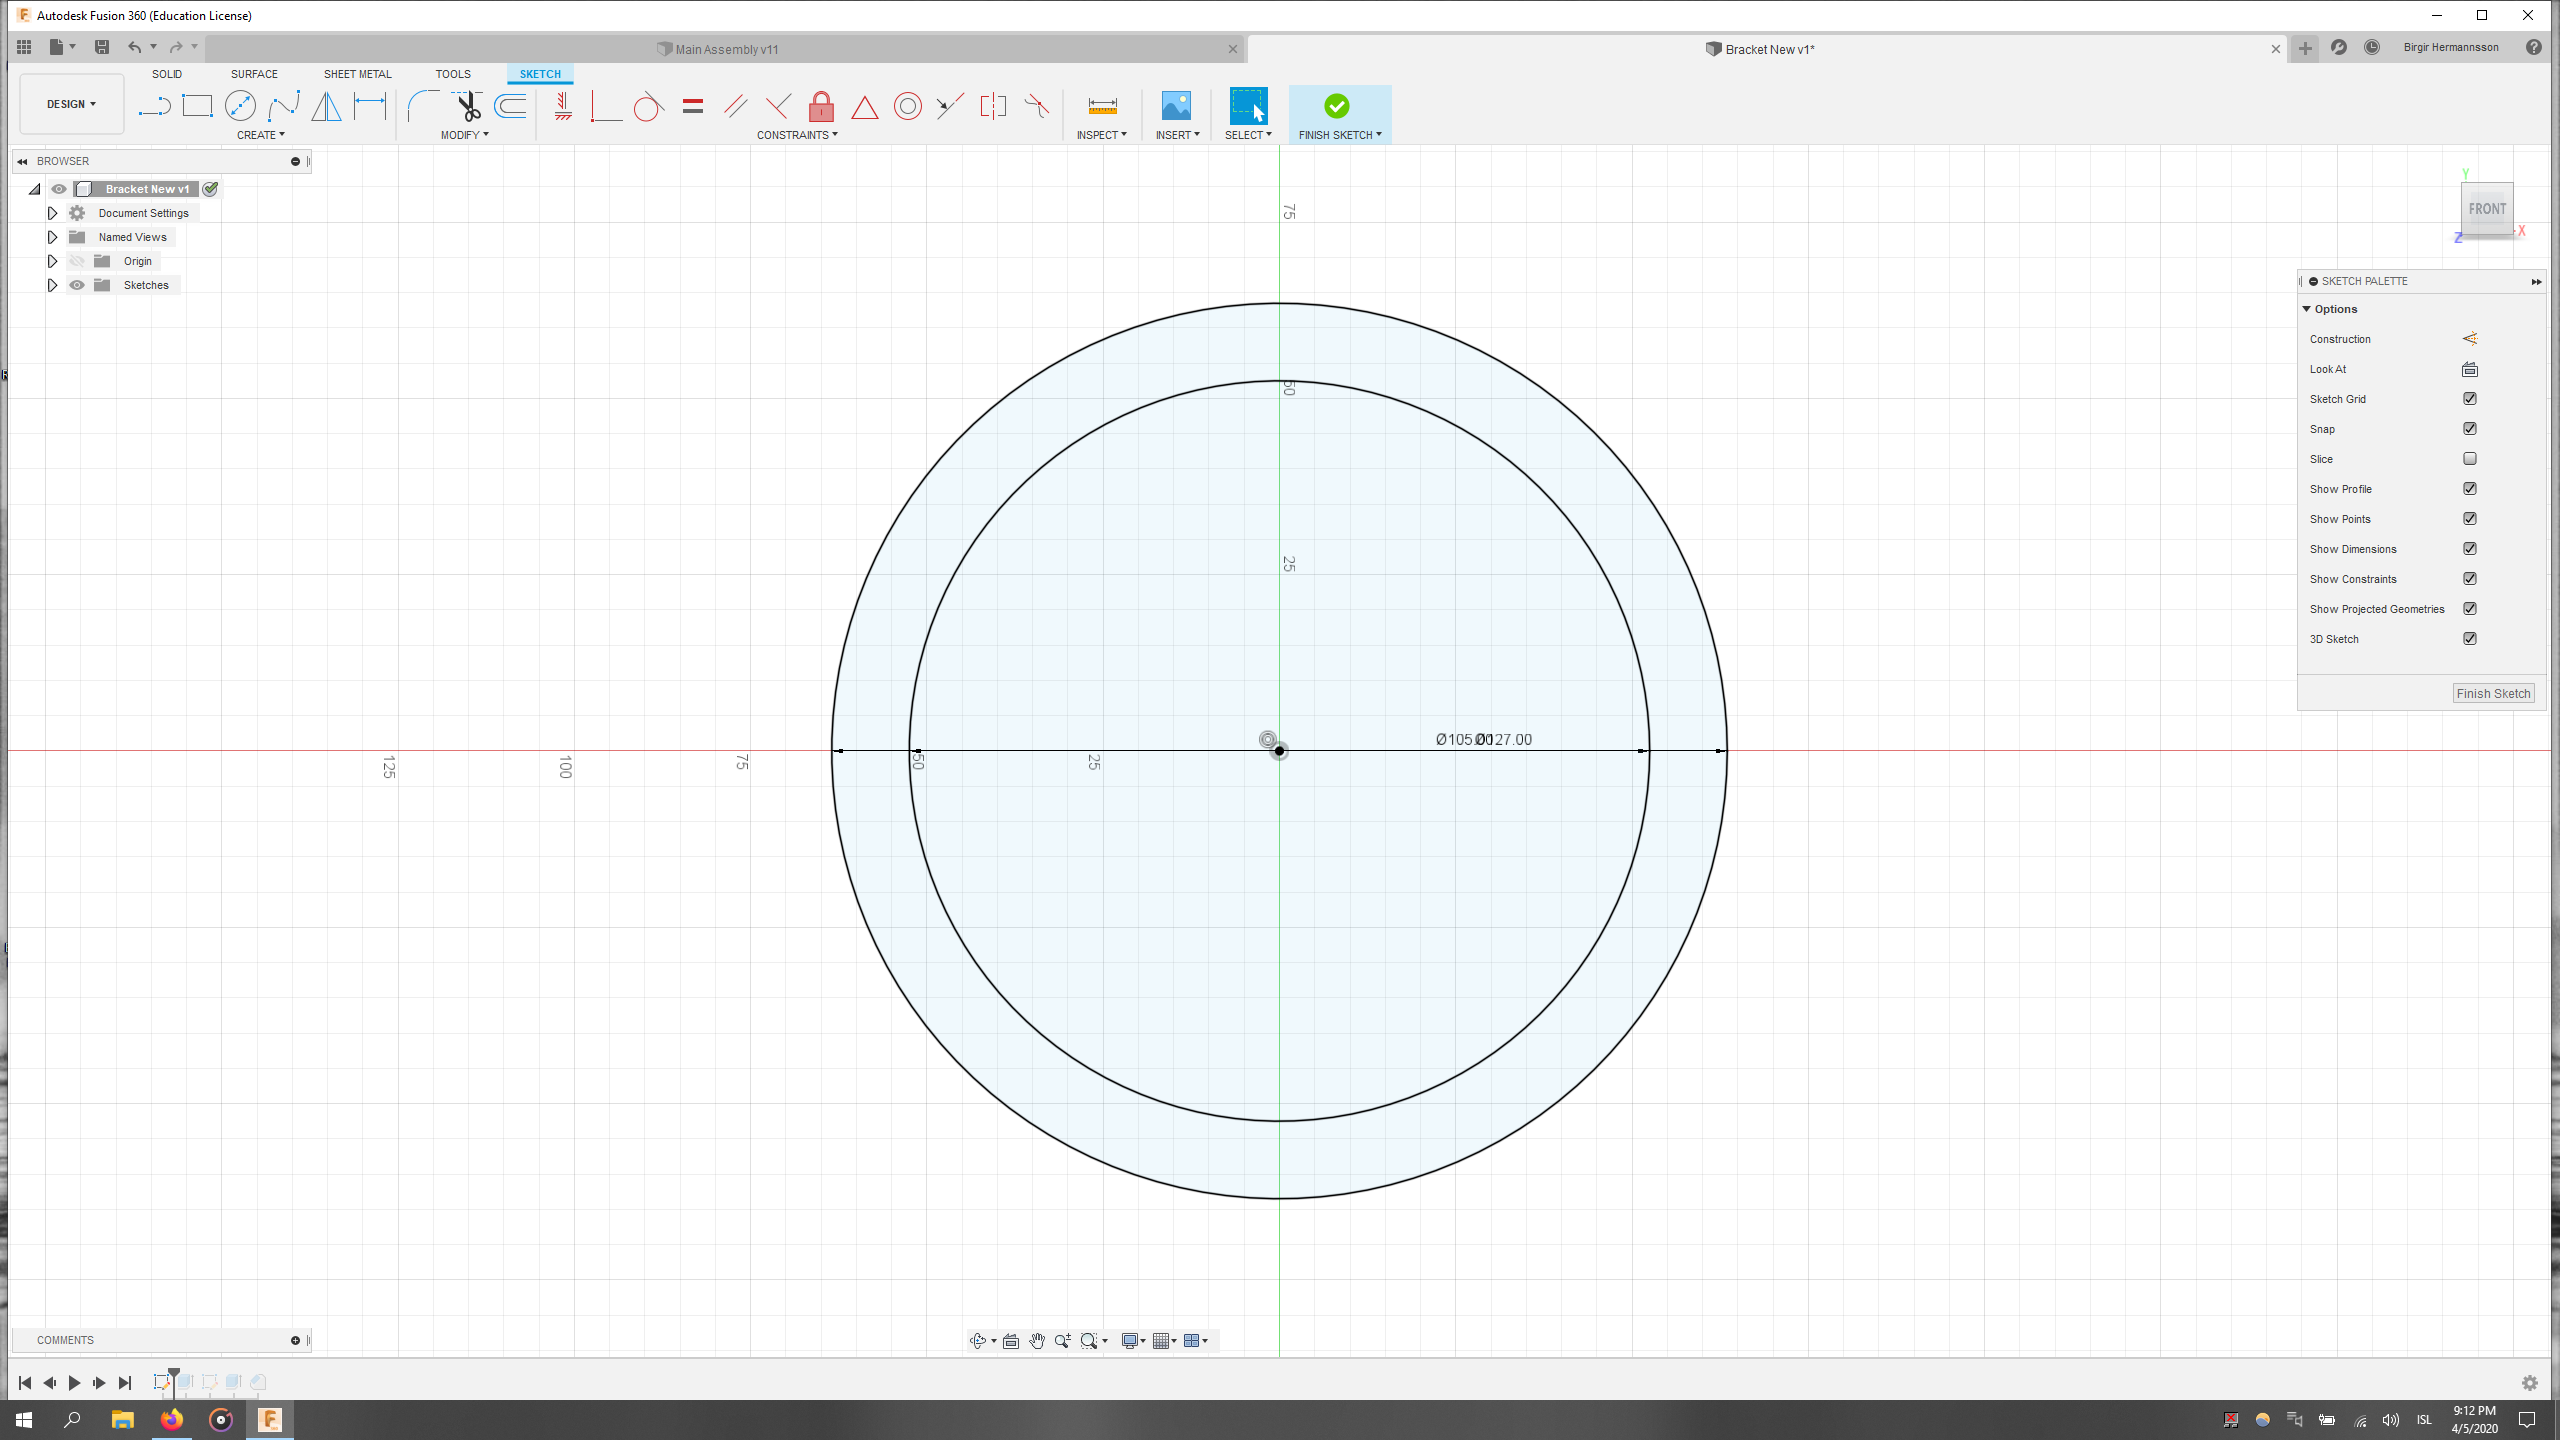 Autodesk Fusion 360 (Education License)
Main Assembly v11
Bracket New v1*
Birgir Hermannsson
SOLID SURFACE SHEET METAL TOOLS SKETCH
DESIGN
CREATE MODIFY CONSTRAINTS INSPECT INSERT SELECT FINISH SKETCH
BROWSER
Bracket New v1
Document Settings
Named Views
Origin
Sketches
75
50
25
125
100
75
50
25
Ø127.00
Y
FRONT
Z
X
SKETCH PALETTE
Options
Construction
Look At
Sketch Grid
Snap
Slice
Show Profile
Show Points
Show Dimensions
Show Constraints
Show Projected Geometries
3D Sketch
Finish Sketch
COMMENTS
ISL
9:12 PM
4/5/2020